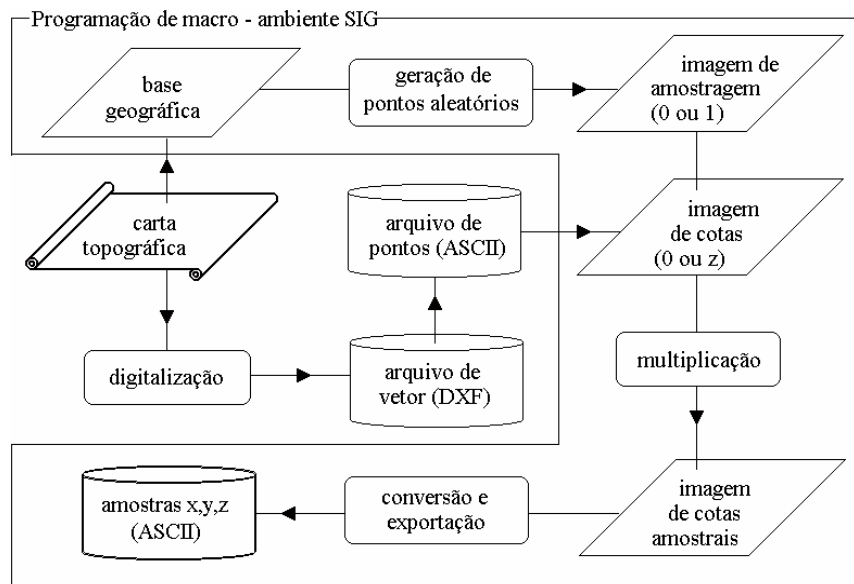 Programação de macro - ambiente SIG
base
geográfica
geração de
pontos aleatórios
imagem de
amostragem
(0 ou 1)
carta
topográfica
arquivo de
pontos (ASCII)
imagem
de cotas
(0 ou z)
digitalização
arquivo de
vetor (DXF)
multiplicação
amostras x,y,z
(ASCII)
conversão e
exportação
imagem
de cotas
amostrais